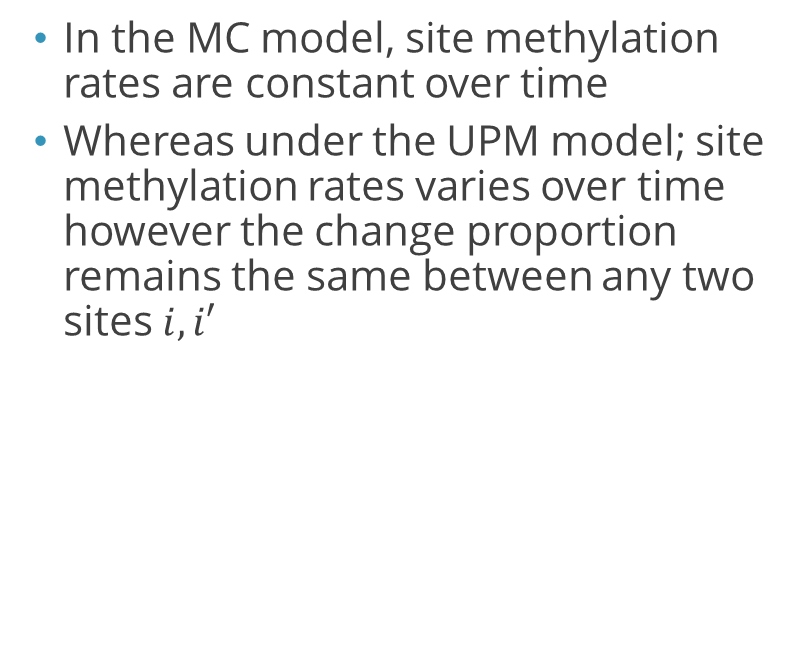 • In the MC model, site methylation
rates are constant over time
• Whereas under the UPM model; site
methylation rates varies over time
however the change proportion
remains the same between any two
sites i, i′